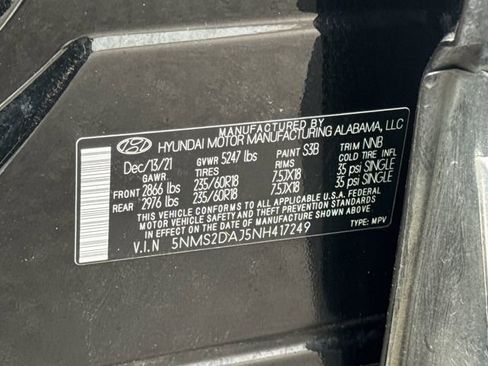 MANUFACTURED BY
HYUNDAI MOTOR MANUFACTURING ALABAMA, LLC
Dec/13/21 GVWR 5247 lbs PAINT S3B TRIM NNB
GAWR TIRES RIMS COLD TIRE INFL
FRONT 2866 lbs 235/60R18 7.5JX18 35 psi SINGLE
REAR 2976 lbs 235/60R18 7.5JX18 35 psi SINGLE
THIS VEHICLE CONFORMS TO ALL APPLICABLE U.S.A. FEDERAL
MOTOR VEHICLE SAFETY STANDARDS
IN EFFECT ON THE DATE OF MANUFACTURE SHOWN ABOVE.
V.I.N 5NMS2DAJ5NH417249 TYPE: MPV